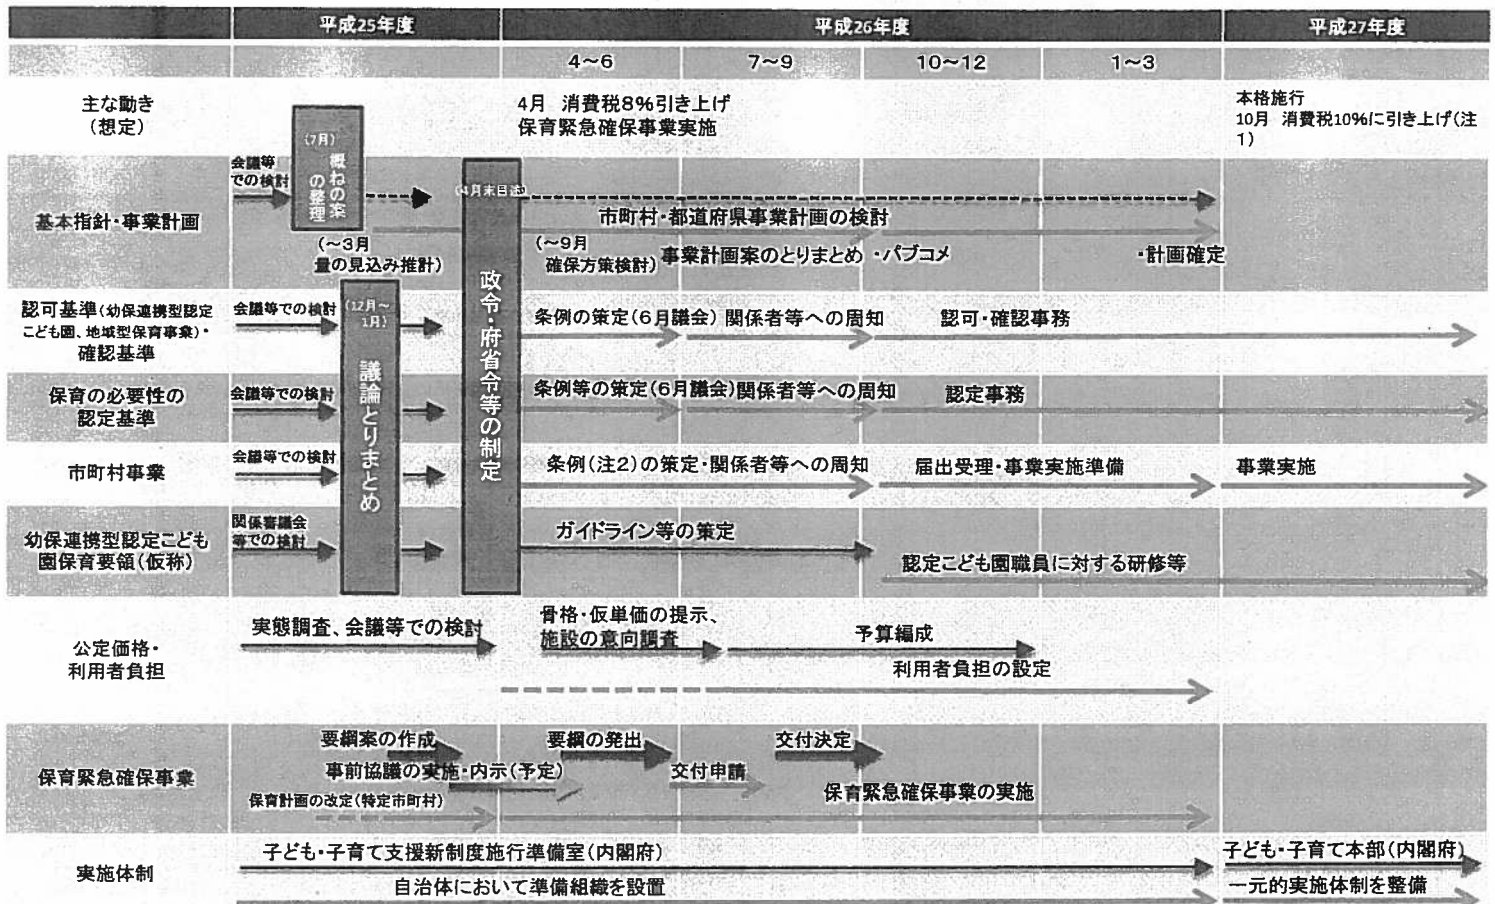 平成25年度
平成26年度
平成27年度
4～6
7～9
10～12
1～3
主な動き
(想定)
4月 消費税8%引き上げ
保育緊急確保事業実施
本格施行
10月 消費税10%に引き上げ(注
1)
基本指針・事業計画
会議等
での検討
(7月)
概ねの案
の整理
(4月末目途)
政令・府省令等の制定
市町村・都道府県事業計画の検討
(～3月
量の見込み推計)
(～9月
確保方策検討)
事業計画案のとりまとめ
・パブコメ
・計画確定
認可基準(幼保連携型認定
こども園、地域型保育事業)・
確認基準
会議等での検討
(12月～
1月)
議論とりまとめ
条例の策定(6月議会)
関係者等への周知
認可・確認事務
保育の必要性の
認定基準
会議等での検討
条例等の策定(6月議会)
関係者等への周知
認定事務
市町村事業
会議等での検討
条例(注2)の策定・関係者等への周知
届出受理・事業実施準備
事業実施
幼保連携型認定こども
園保育要領(仮称)
関係審議会
等での検討
ガイドライン等の策定
認定こども園職員に対する研修等
公定価格・
利用者負担
実態調査、会議等での検討
骨格・仮単価の提示、
施設の意向調査
予算編成
利用者負担の設定
保育緊急確保事業
要綱案の作成
要綱の発出
交付決定
事前協議の実施・内示(予定)
交付申請
保育計画の改定(特定市町村)
保育緊急確保事業の実施
実施体制
子ども・子育て支援新制度施行準備室(内閣府)
子ども・子育て本部(内閣府)
自治体において準備組織を設置
一元的実施体制を整備